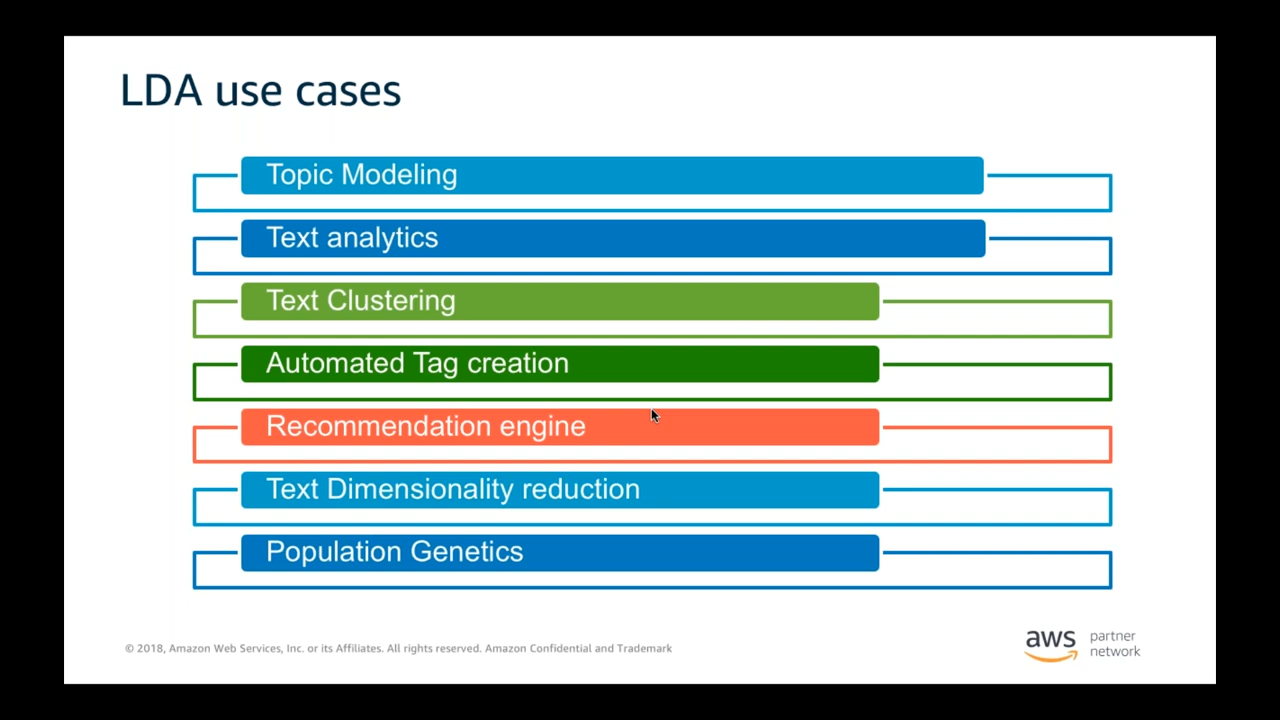 LDA use cases
Topic Modeling
Text analytics
Text Clustering
Automated Tag creation
Recommendation engine
Text Dimensionality reduction
Population Genetics
© 2018, Amazon Web Services, Inc. or its Affiliates. All rights reserved. Amazon Confidential and Trademark
aws partner network